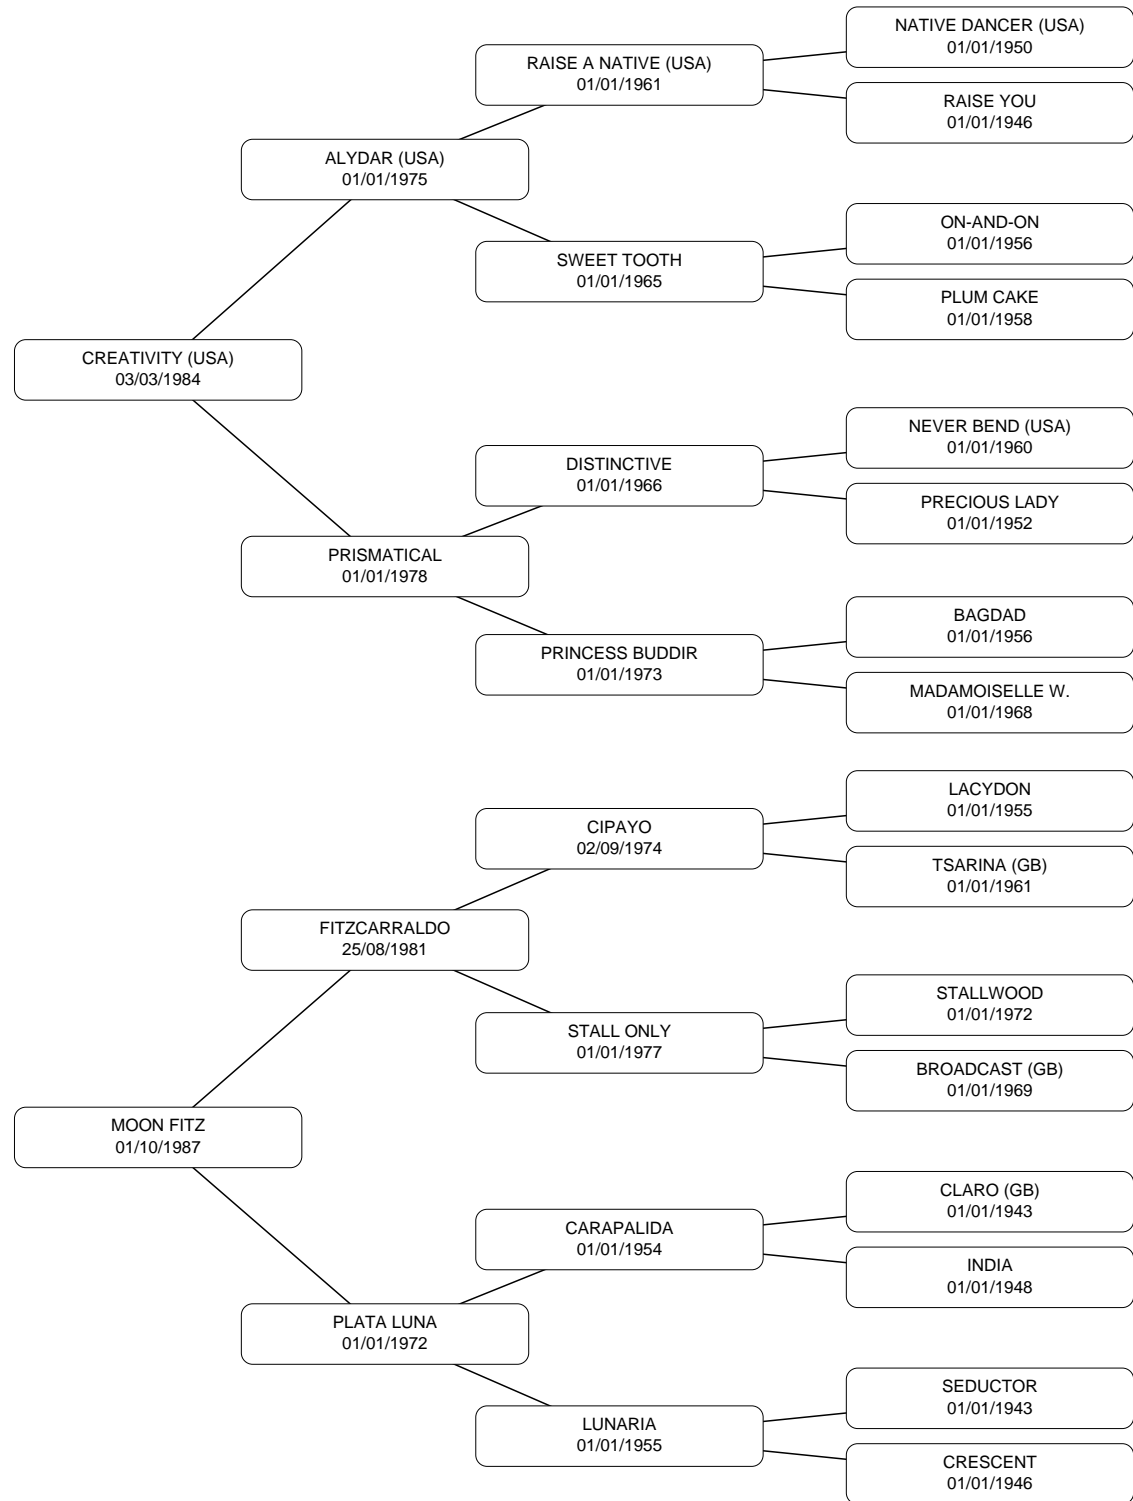 NATIVE DANCER (USA)
01/01/1950
RAISE A NATIVE (USA)
01/01/1961
RAISE YOU
01/01/1946
ALYDAR (USA)
01/01/1975
ON-AND-ON
01/01/1956
SWEET TOOTH
01/01/1965
PLUM CAKE
01/01/1958
CREATIVITY (USA)
03/03/1984
NEVER BEND (USA)
01/01/1960
DISTINCTIVE
01/01/1966
PRECIOUS LADY
01/01/1952
PRISMATICAL
01/01/1978
BAGDAD
01/01/1956
PRINCESS BUDDIR
01/01/1973
MADAMOISELLE W.
01/01/1968
LACYDON
01/01/1955
CIPAYO
02/09/1974
TSARINA (GB)
01/01/1961
FITZCARRALDO
25/08/1981
STALLWOOD
01/01/1972
STALL ONLY
01/01/1977
BROADCAST (GB)
01/01/1969
MOON FITZ
01/10/1987
CLARO (GB)
01/01/1943
CARAPALIDA
01/01/1954
INDIA
01/01/1948
PLATA LUNA
01/01/1972
SEDUCTOR
01/01/1943
LUNARIA
01/01/1955
CRESCENT
01/01/1946